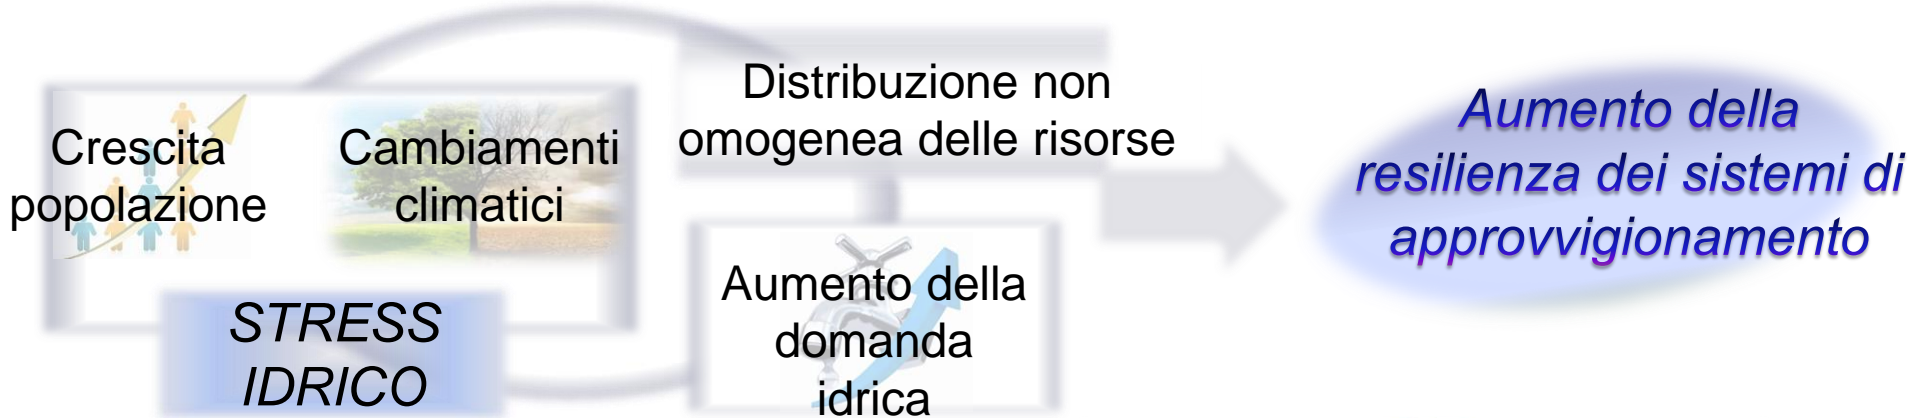 Crescita
popolazione
Cambiamenti
climatici
STRESS
IDRICO
Distribuzione non
omogenea delle risorse
Aumento della
domanda
idrica
Aumento della
resilienza dei sistemi di
approvvigionamento